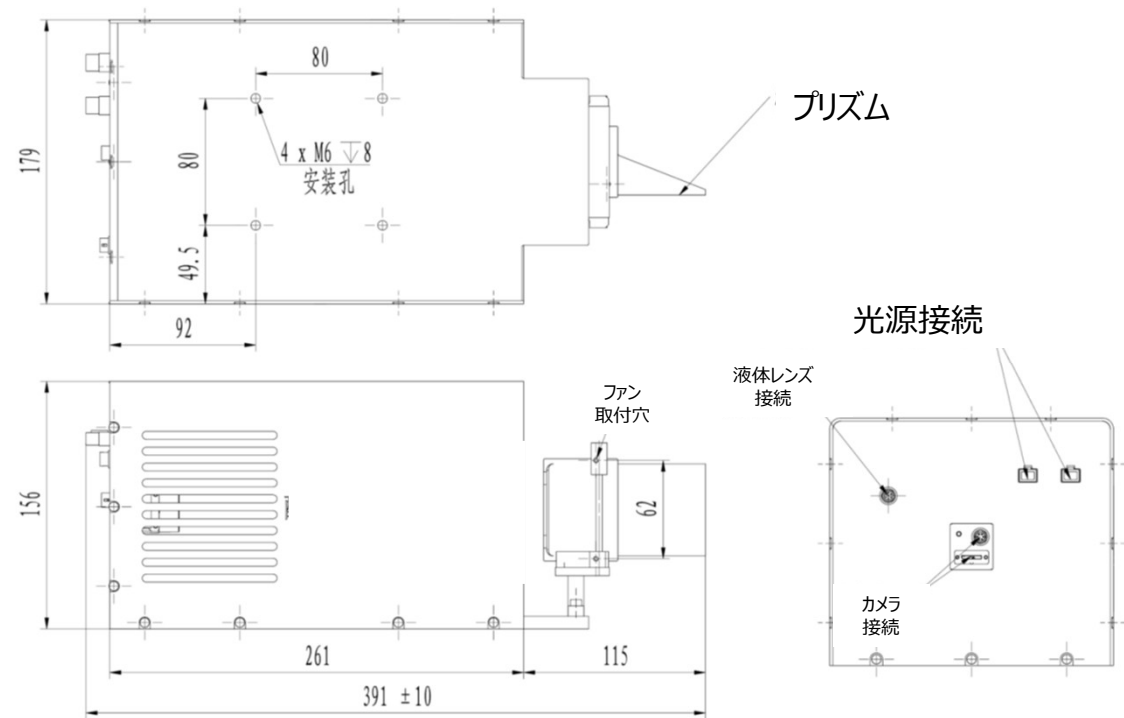 80
プリズム
179
80
4 x M6 ↧8
安装孔
49.5
92
光源接続
ファン
取付穴
液体レンズ
接続
156
62
カメラ
接続
261
115
391 ±10